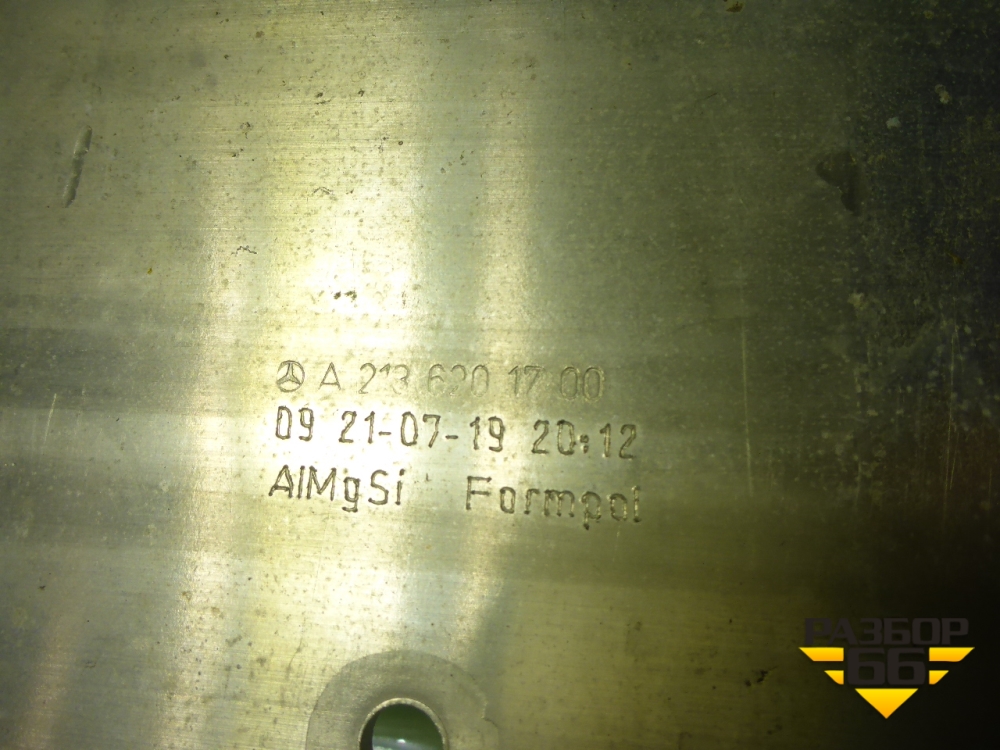 A 213 620 17 00
09 21-07-19 20:12
AlMgSi Formpol
РАЗБОР
66